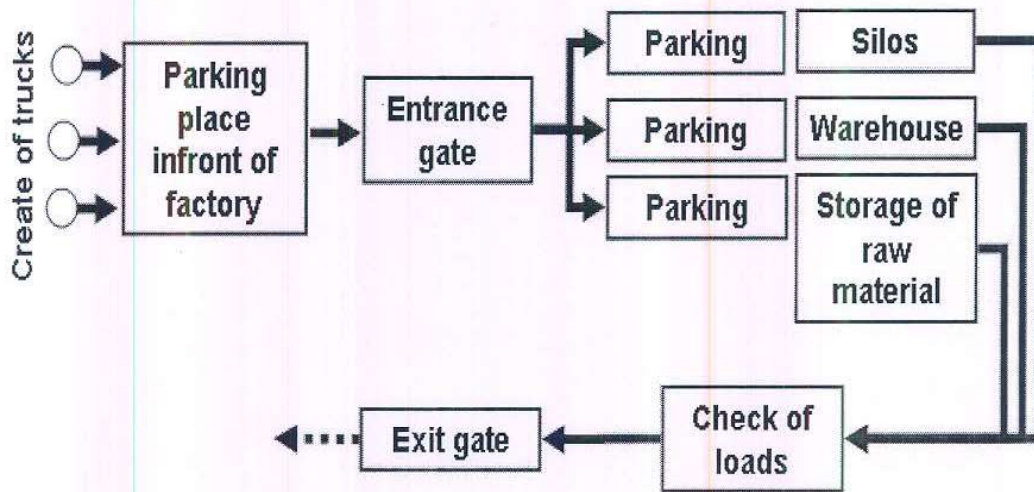 Create of trucks
Parking
place
infront of
factory
Entrance
gate
Parking
Silos
Parking
Warehouse
Parking
Storage of
raw
material
Check of
loads
Exit gate